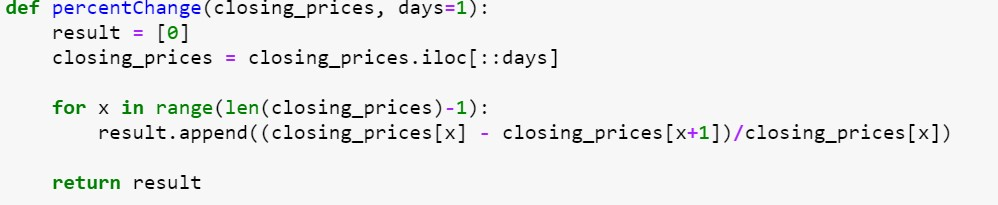 def percentChange(closing_prices, days=1):
    result = [0]
    closing_prices = closing_prices.iloc[::days]
    for x in range(len(closing_prices)-1):
        result.append((closing_prices[x] - closing_prices[x+1])/closing_prices[x])
    return result